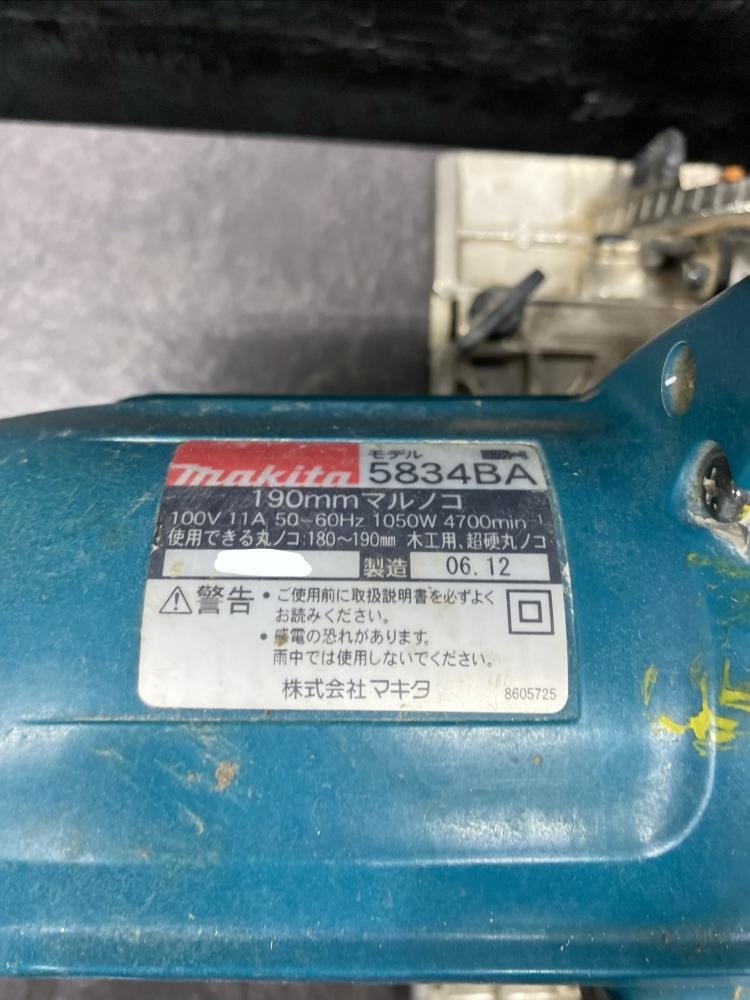 makita モデル 5834BA
190mmマルノコ
100V 11A 50-60Hz 1050W 4700min⁻¹
使用できる丸ノコ:180〜190mm 木工用、超硬丸ノコ
製造 06.12
⚠警告 ・ご使用前に取扱説明書を必ずよく
お読みください。
・感電の恐れがあります。
雨中では使用しないでください。
株式会社マキタ 8605725